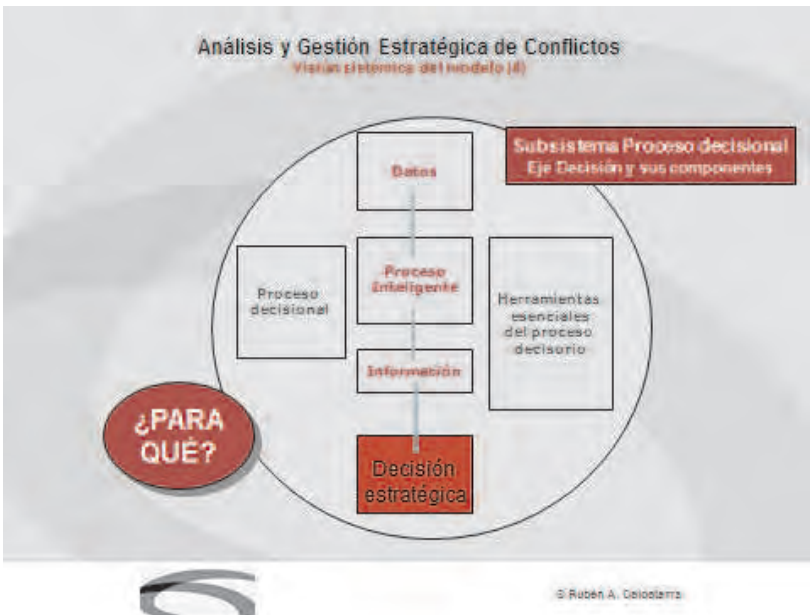 Análisis y Gestión Estratégica de Conflictos
Visión sistémica del modelo (4)
Subsistema Proceso decisional
Eje Decisión y sus componentes
Datos
Proceso
decisional
Proceso
Inteligente
Herramientas
esenciales
del proceso
decisorio
Información
¿PARA
QUÉ?
Decisión
estratégica
© Rubén A.